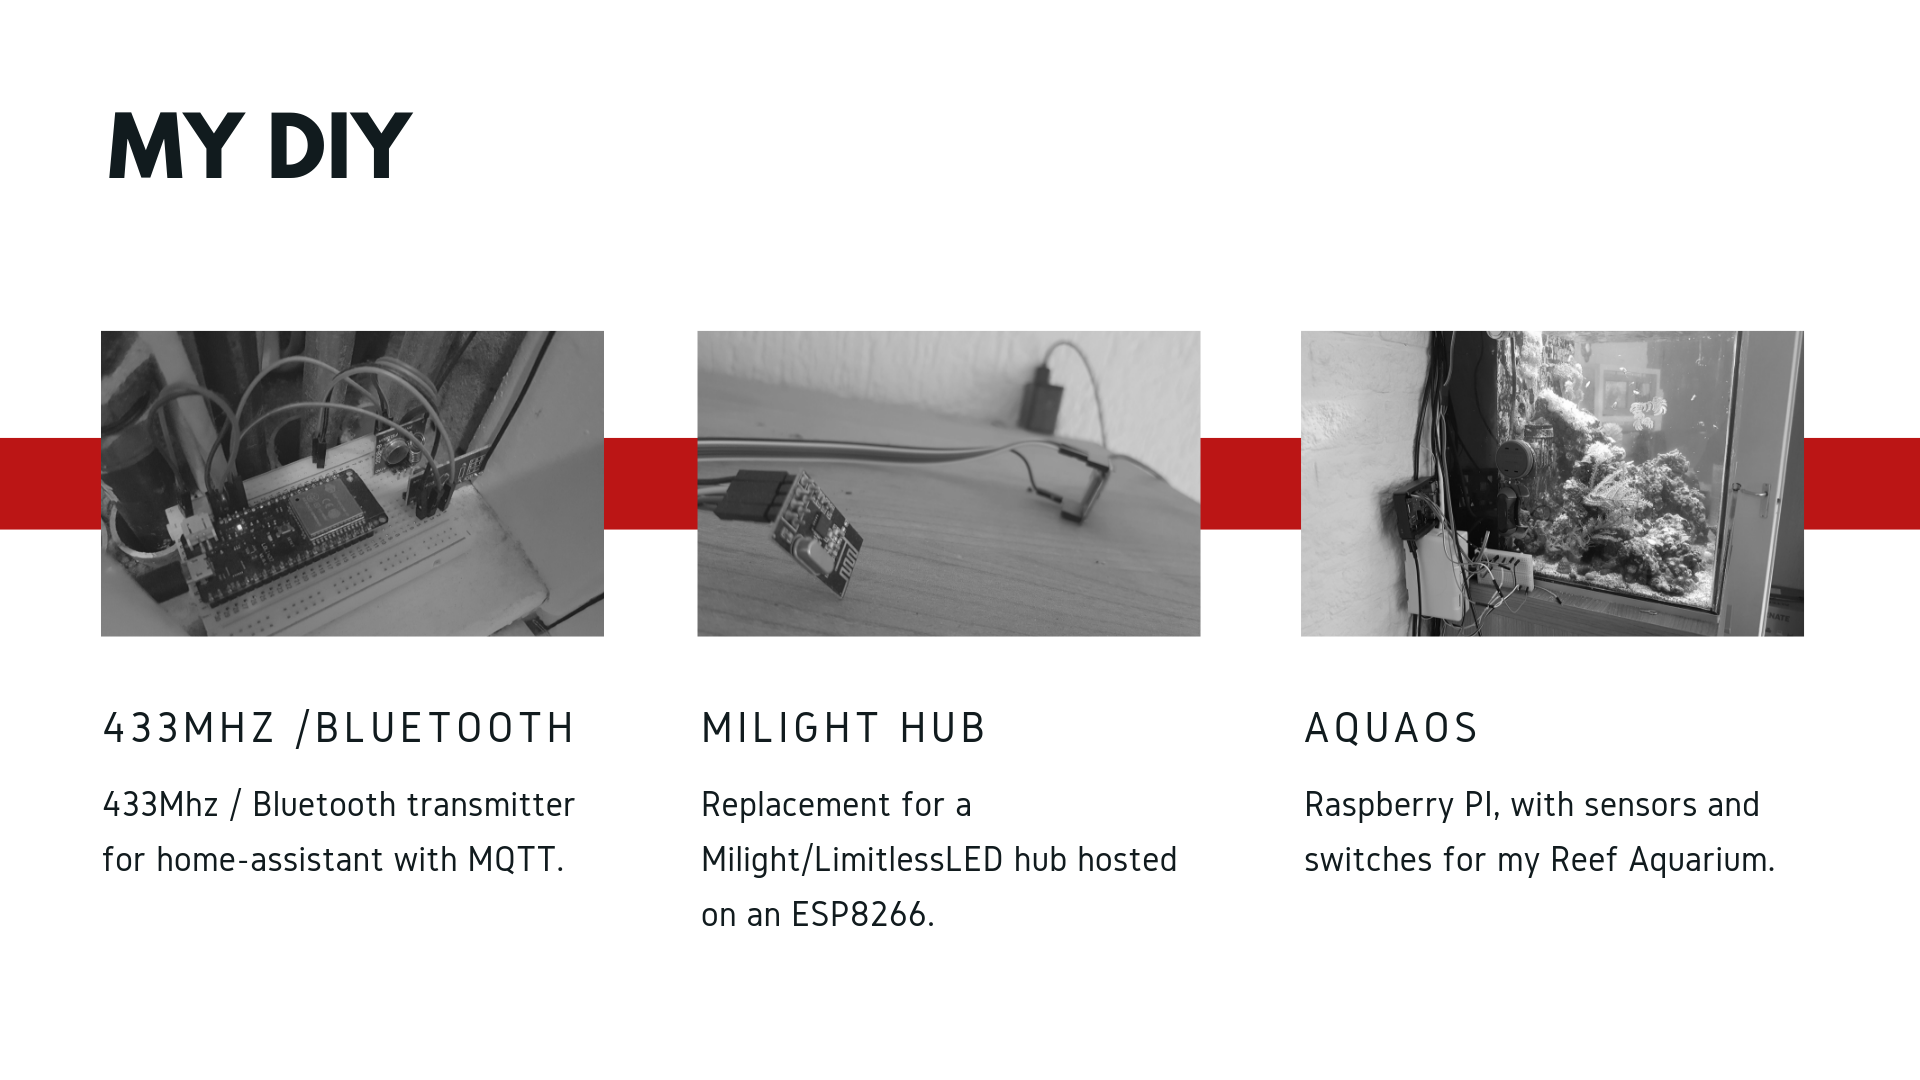 MY DIY
433MHZ /BLUETOOTH
433Mhz / Bluetooth transmitter
for home-assistant with MQTT.
MILIGHT HUB
Replacement for a
Milight/LimitlessLED hub hosted
on an ESP8266.
AQUAOS
Raspberry PI, with sensors and
switches for my Reef Aquarium.